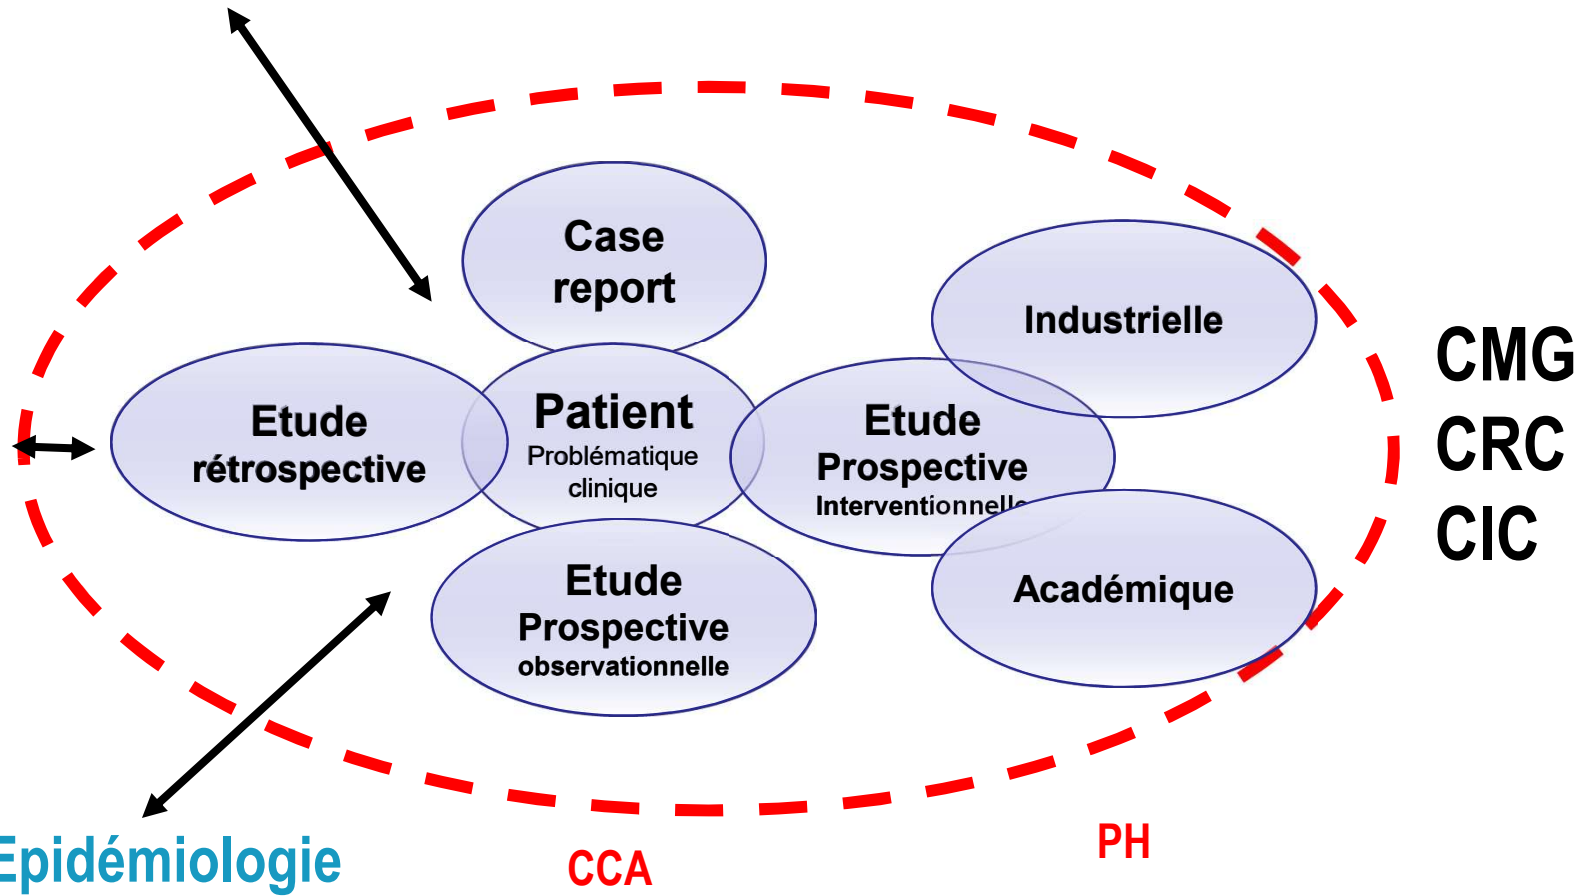 Case
report
Industrielle
Patient
Problématique
clinique
Etude
rétrospective
Etude
Prospective
Interventionnelle
CMG
CRC
CIC
Etude
Prospective
observationnelle
Académique
Epidémiologie
CCA
PH